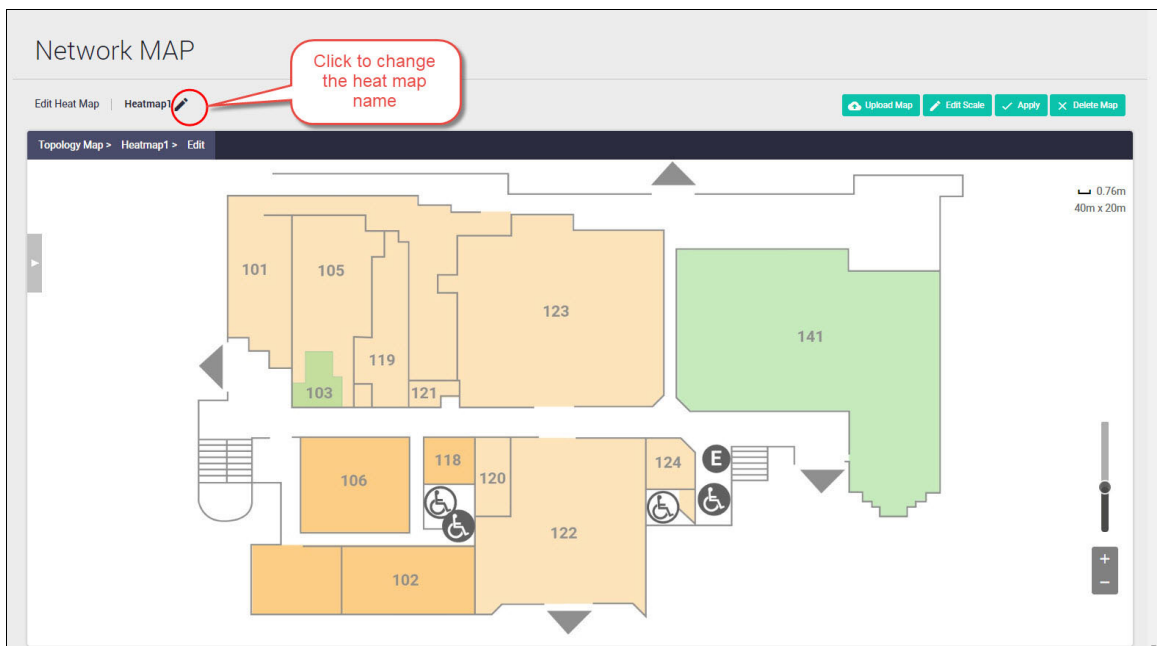 Network MAP
Click to change
the heat map
name
Edit Heat Map | Heatmap1
Upload Map
Edit Scale
Apply
Delete Map
Topology Map > Heatmap1 > Edit
0.76m
40m x 20m
101
105
123
141
119
103
121
118
124
E
106
120
122
102
+
−